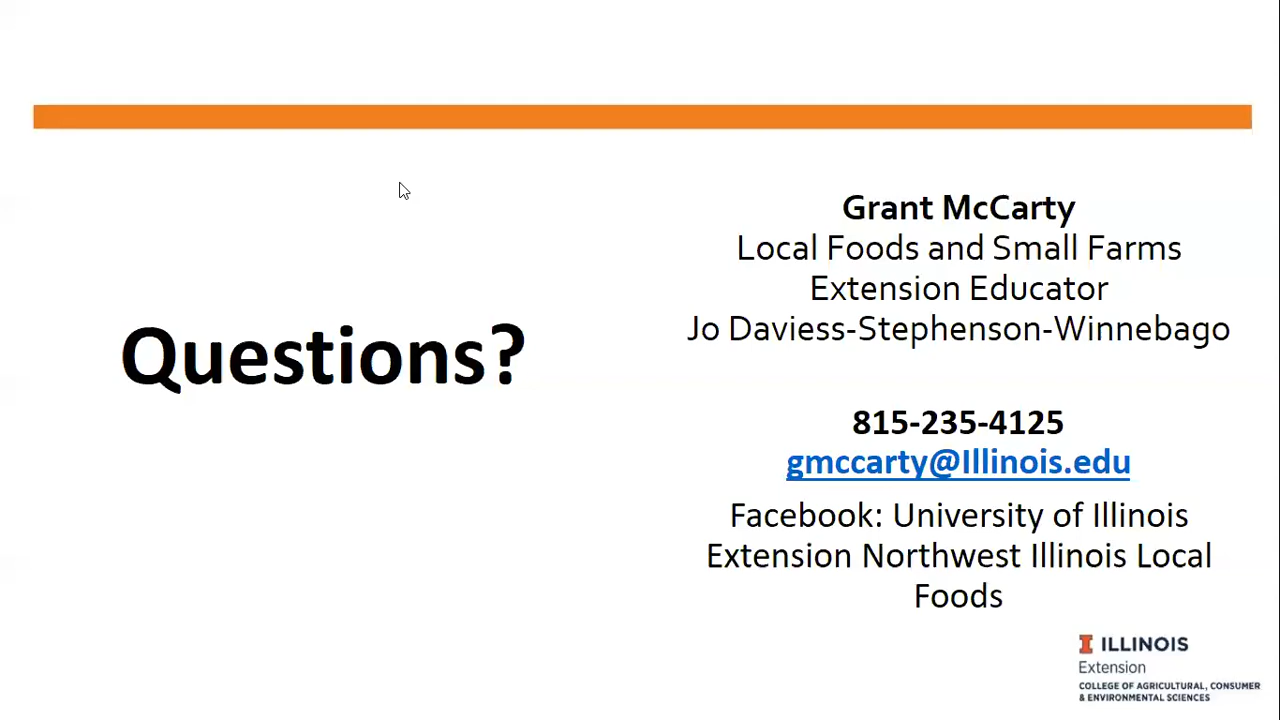 Questions?
Grant McCarty
Local Foods and Small Farms
Extension Educator
Jo Daviess-Stephenson-Winnebago
815-235-4125
gmccarty@Illinois.edu
Facebook: University of Illinois
Extension Northwest Illinois Local
Foods
I ILLINOIS
Extension
COLLEGE OF AGRICULTURAL, CONSUMER
& ENVIRONMENTAL SCIENCES